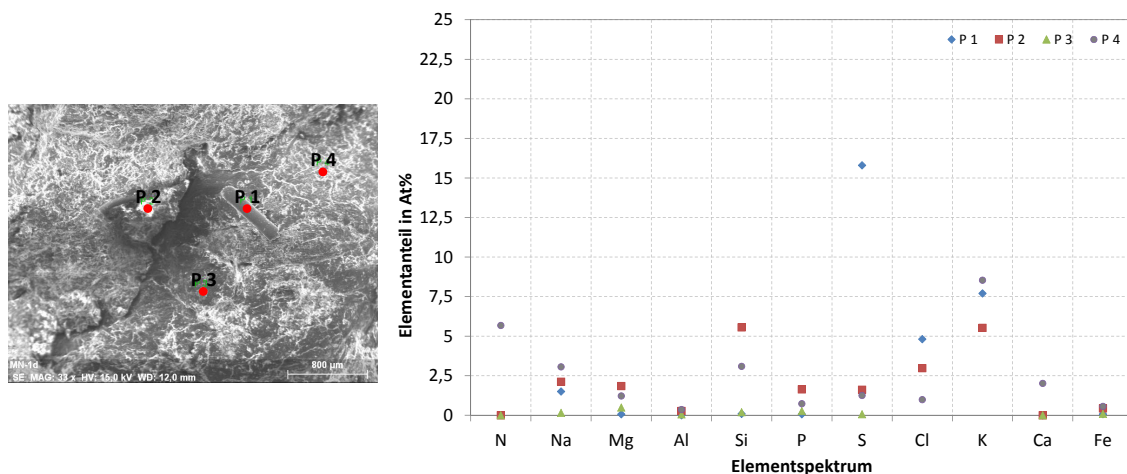 P 4
P 2
P 1
P 3
MN-1d
SE MAG: 33 x HV: 15,0 kV WD: 12,0 mm
800 µm
Elementanteil in At%
25
22,5
20
17,5
15
12,5
10
7,5
5
2,5
0
P 1 P 2 P 3 P 4
N Na Mg Al Si P S Cl K Ca Fe
Elementspektrum